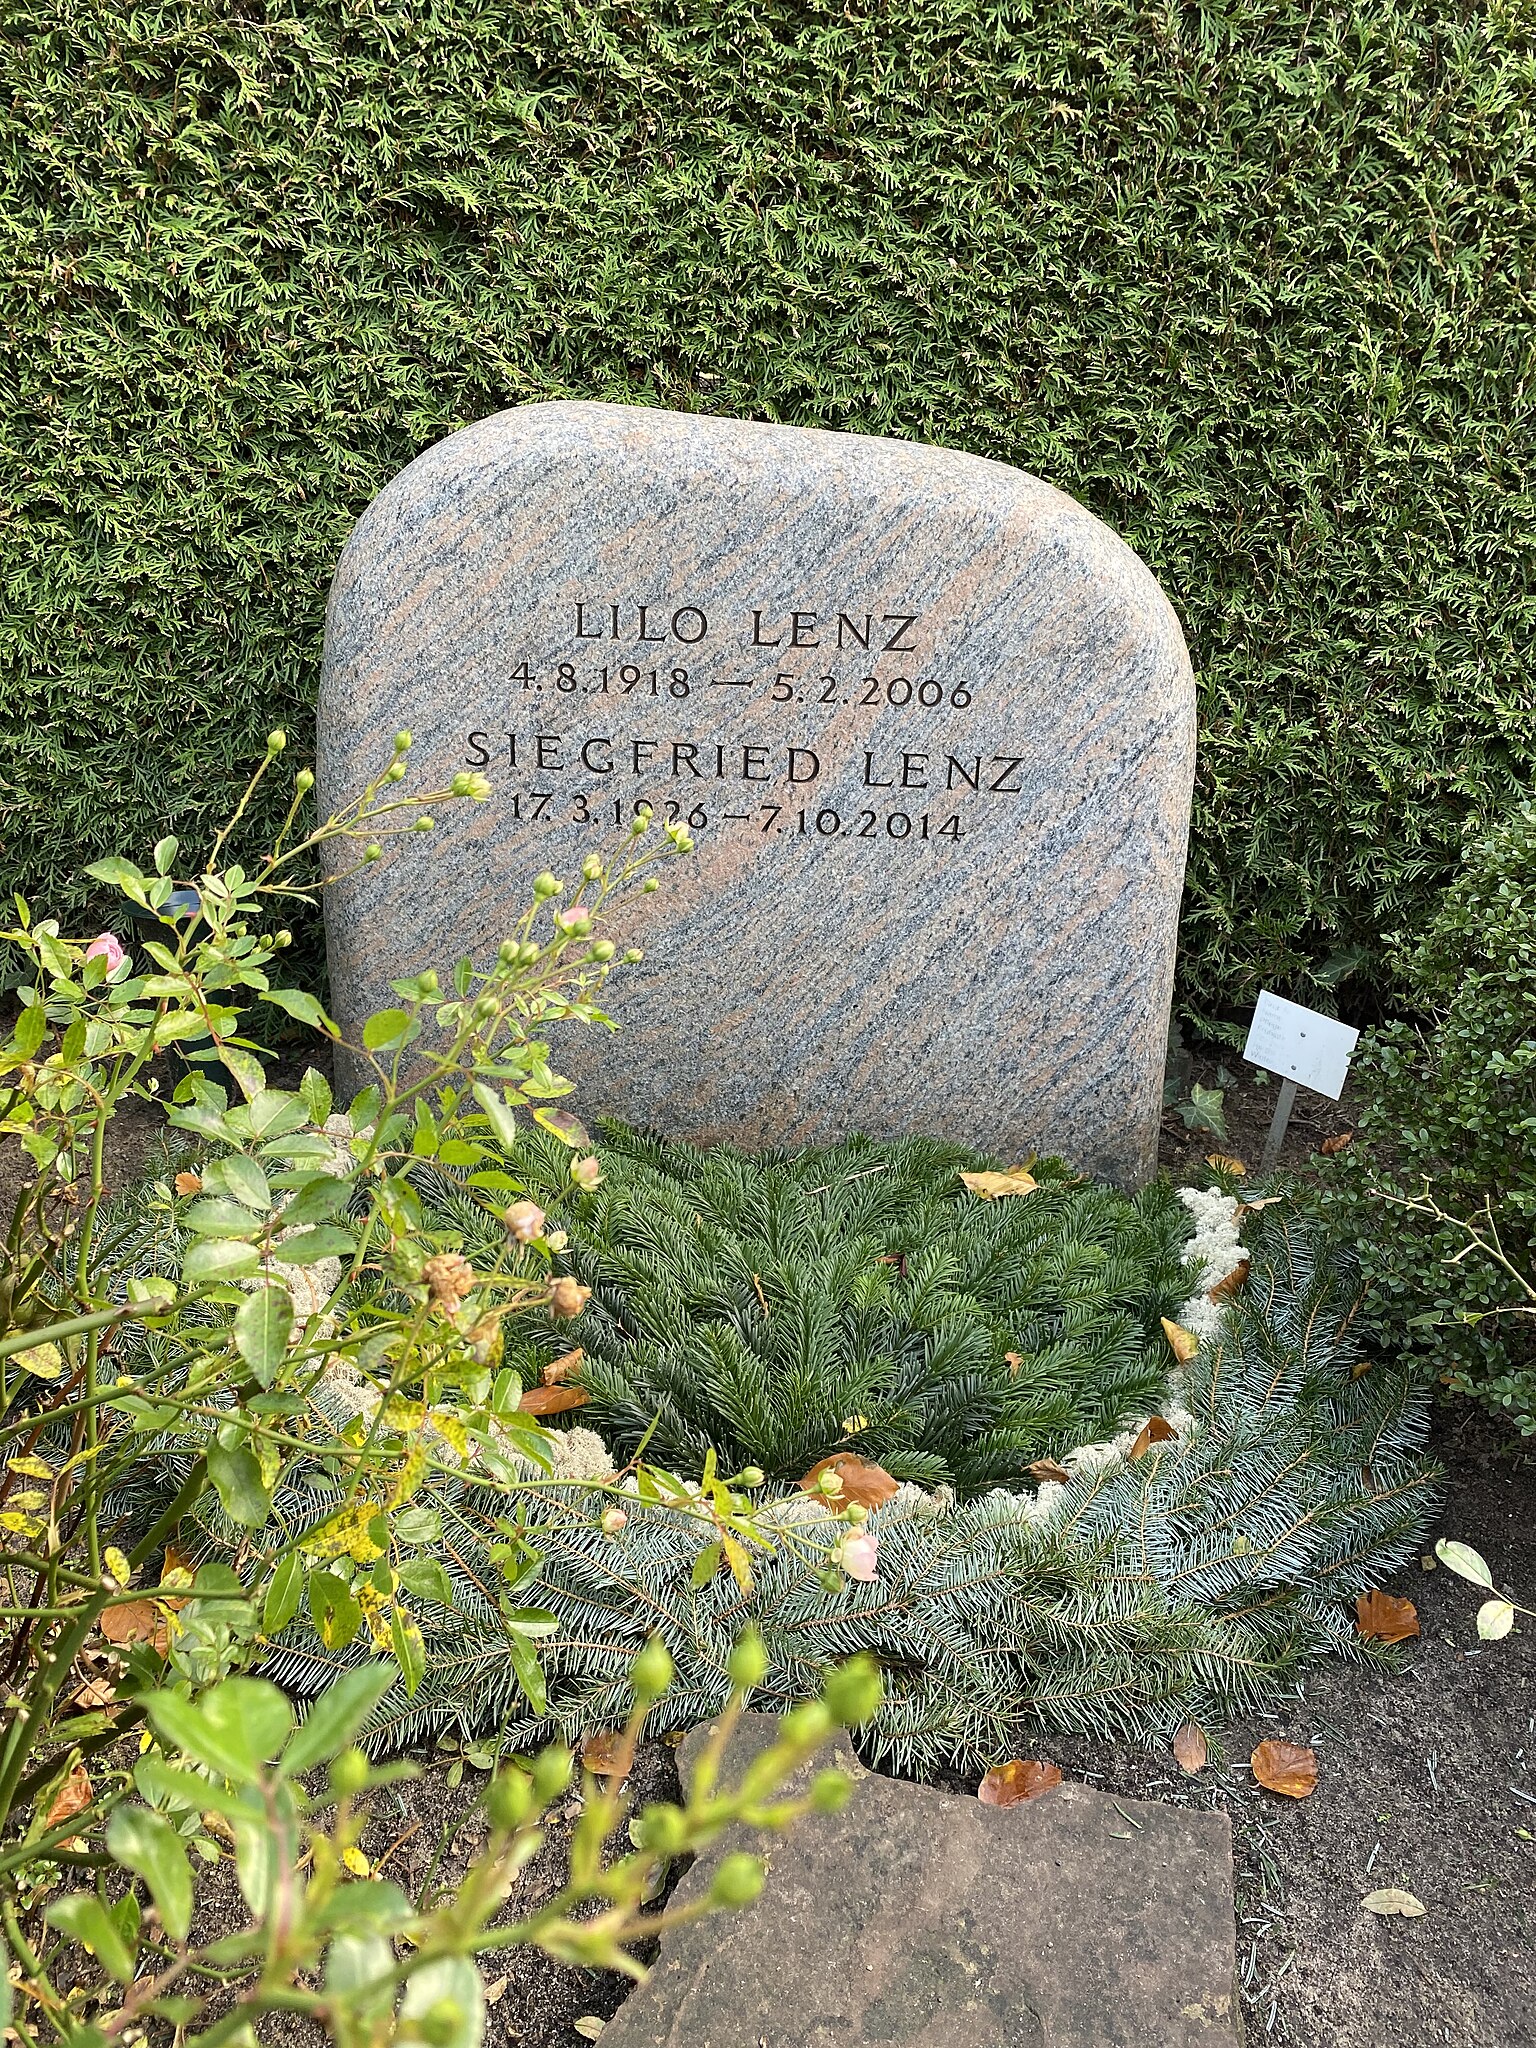 LILO LENZ
4.8.1918 – 5.2.2006
SIEGFRIED LENZ
17.3.1926 – 7.10.2014